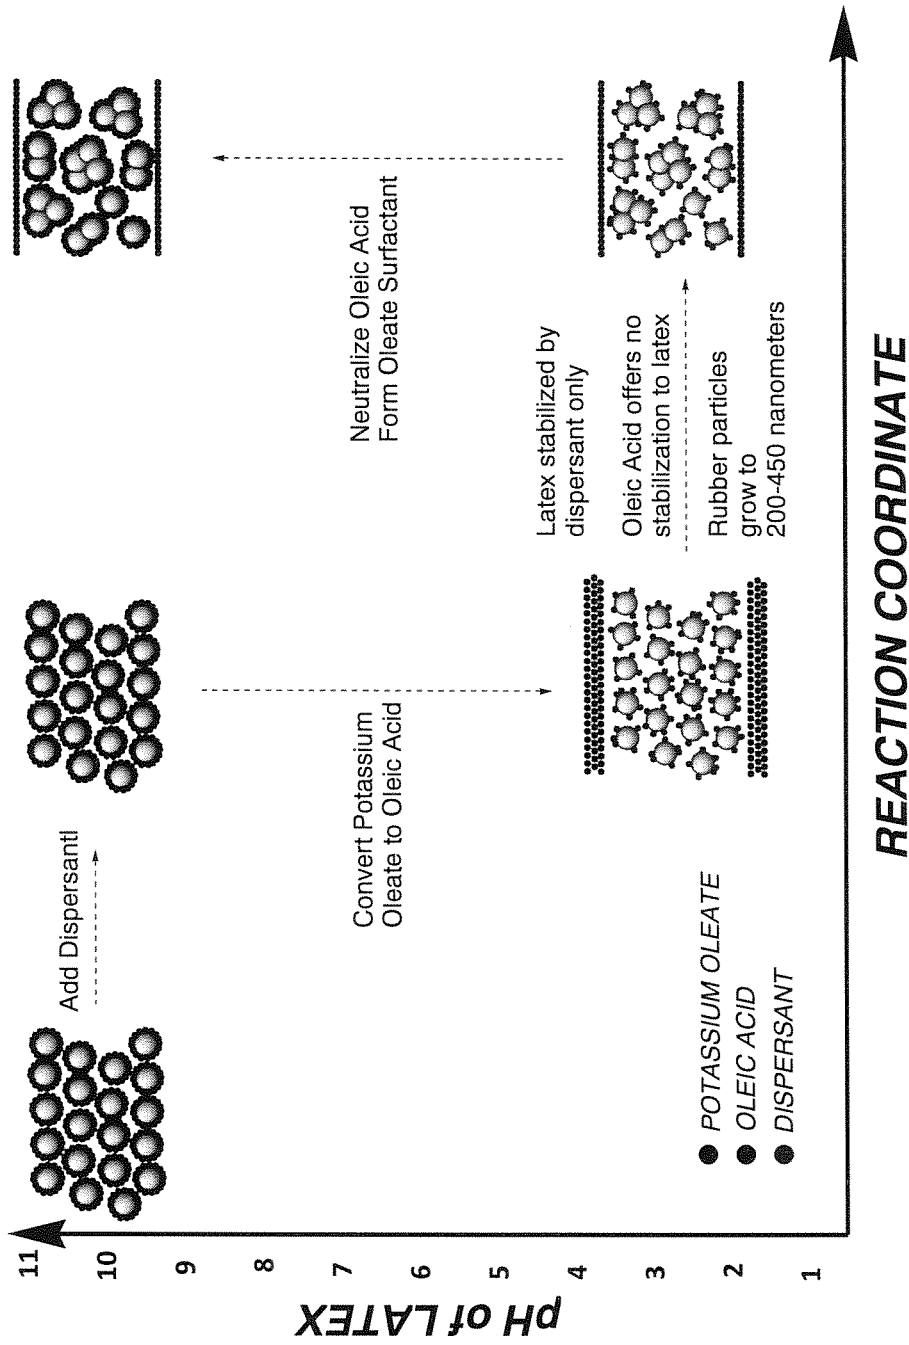 pH of LATEX
11
10
9
8
7
6
5
4
3
2
1
Add Dispersantl
Convert Potassium
Oleate to Oleic Acid
Neutralize Oleic Acid
Form Oleate Surfactant
Latex stabilized by
dispersant only
Oleic Acid offers no
stabilization to latex
Rubber particles
grow to
200-450 nanometers
POTASSIUM OLEATE
OLEIC ACID
DISPERSANT
REACTION COORDINATE